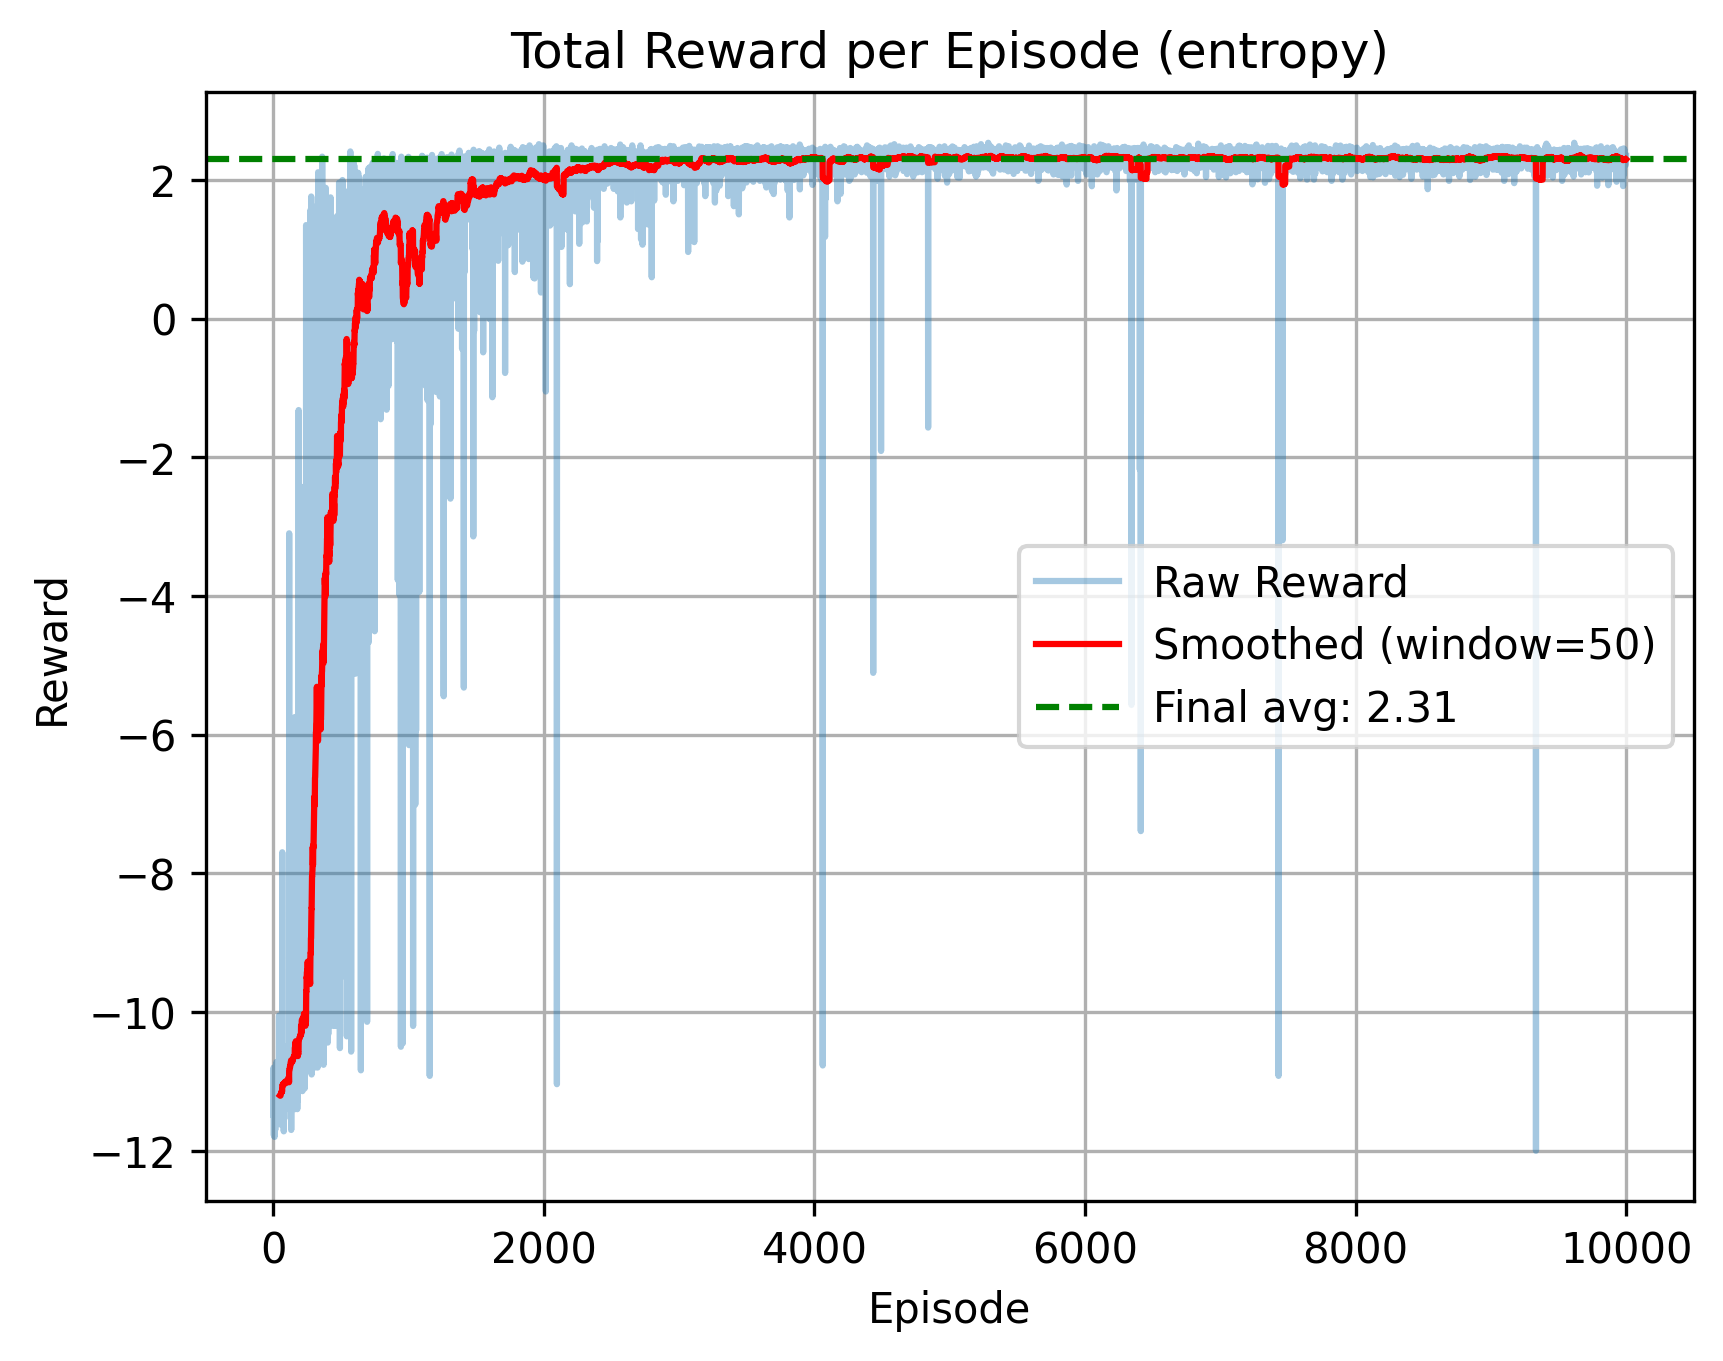 Total Reward per Episode (entropy)
Reward
2
0
−2
−4
−6
−8
−10
−12
Raw Reward
Smoothed (window=50)
Final avg: 2.31
0 2000 4000 6000 8000 10000
Episode